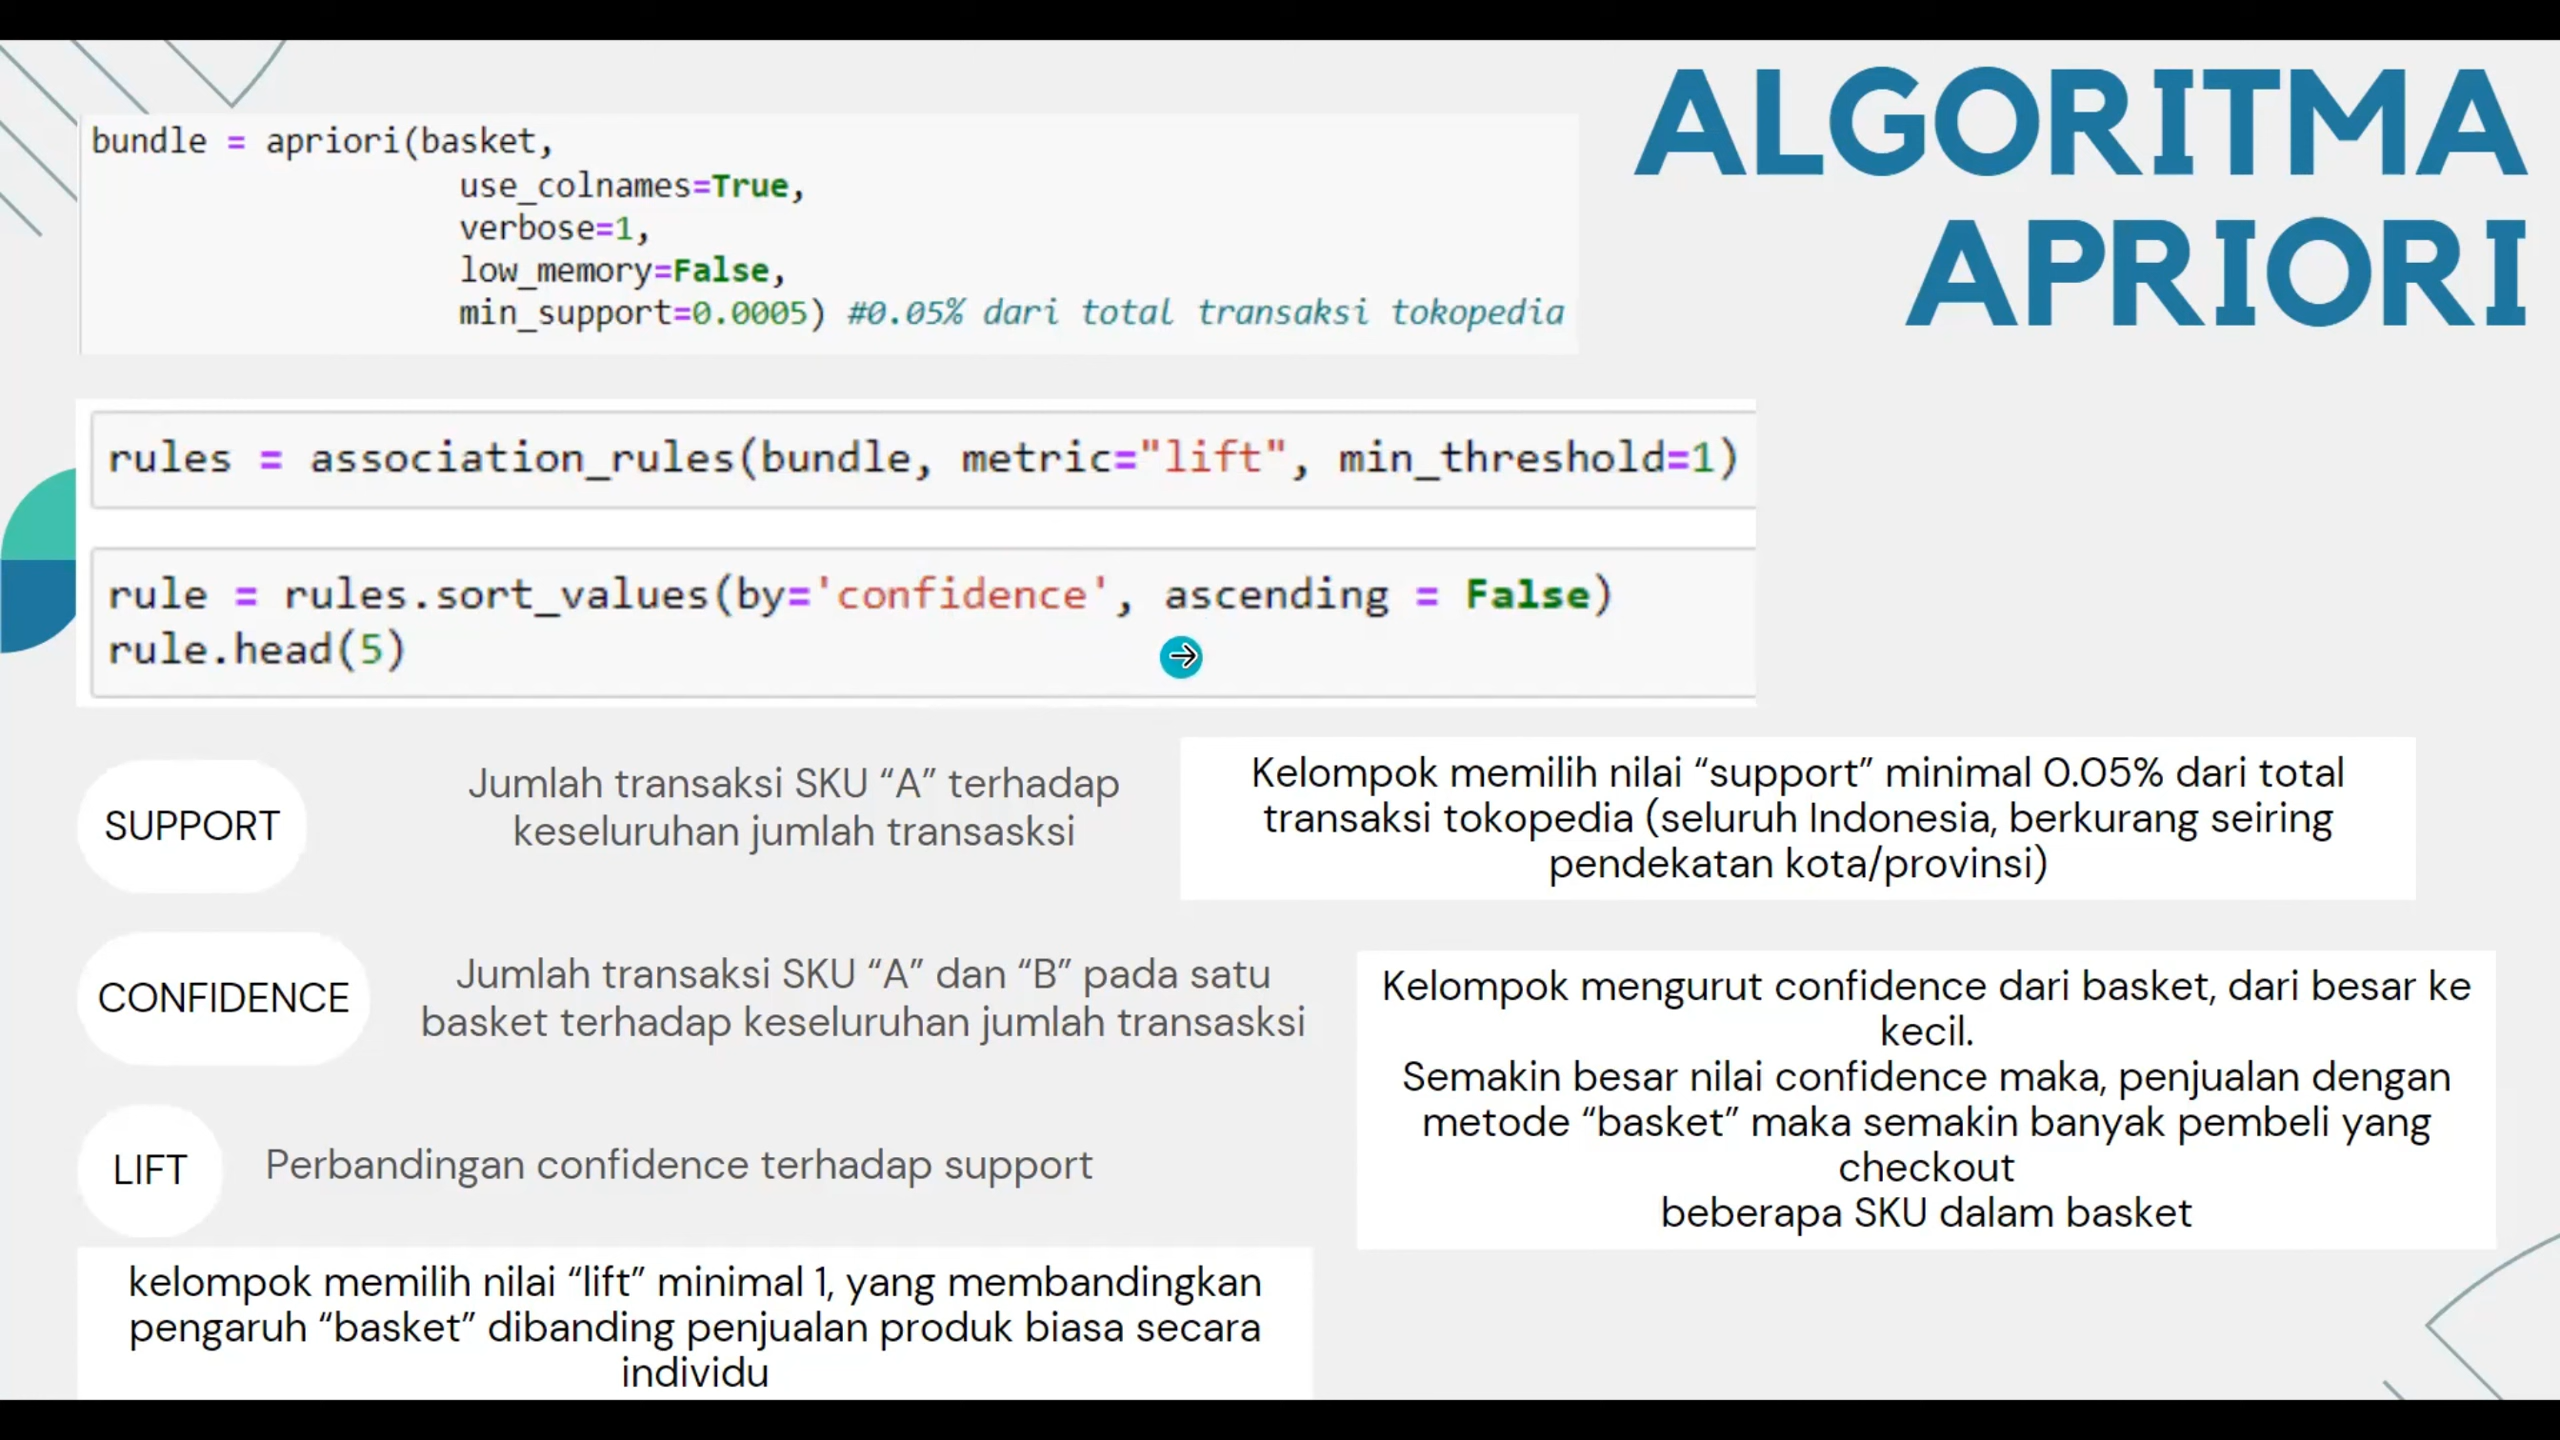 ALGORITMA
APRIORI
bundle = apriori(basket,
use_colnames=True,
verbose=1,
low_memory=False,
min_support=0.0005) #0.05% dari total transaksi tokopedia
rules = association_rules(bundle, metric="lift", min_threshold=1)
rule = rules.sort_values(by='confidence', ascending = False)
rule.head(5)
SUPPORT
Jumlah transaksi SKU “A” terhadap
keseluruhan jumlah transasksi
Kelompok memilih nilai “support” minimal 0.05% dari total
transaksi tokopedia (seluruh Indonesia, berkurang seiring
pendekatan kota/provinsi)
CONFIDENCE
Jumlah transaksi SKU “A” dan “B” pada satu
basket terhadap keseluruhan jumlah transasksi
Kelompok mengurut confidence dari basket, dari besar ke
kecil.
Semakin besar nilai confidence maka, penjualan dengan
metode “basket” maka semakin banyak pembeli yang
checkout
beberapa SKU dalam basket
LIFT
Perbandingan confidence terhadap support
kelompok memilih nilai “lift” minimal 1, yang membandingkan
pengaruh “basket” dibanding penjualan produk biasa secara
individu